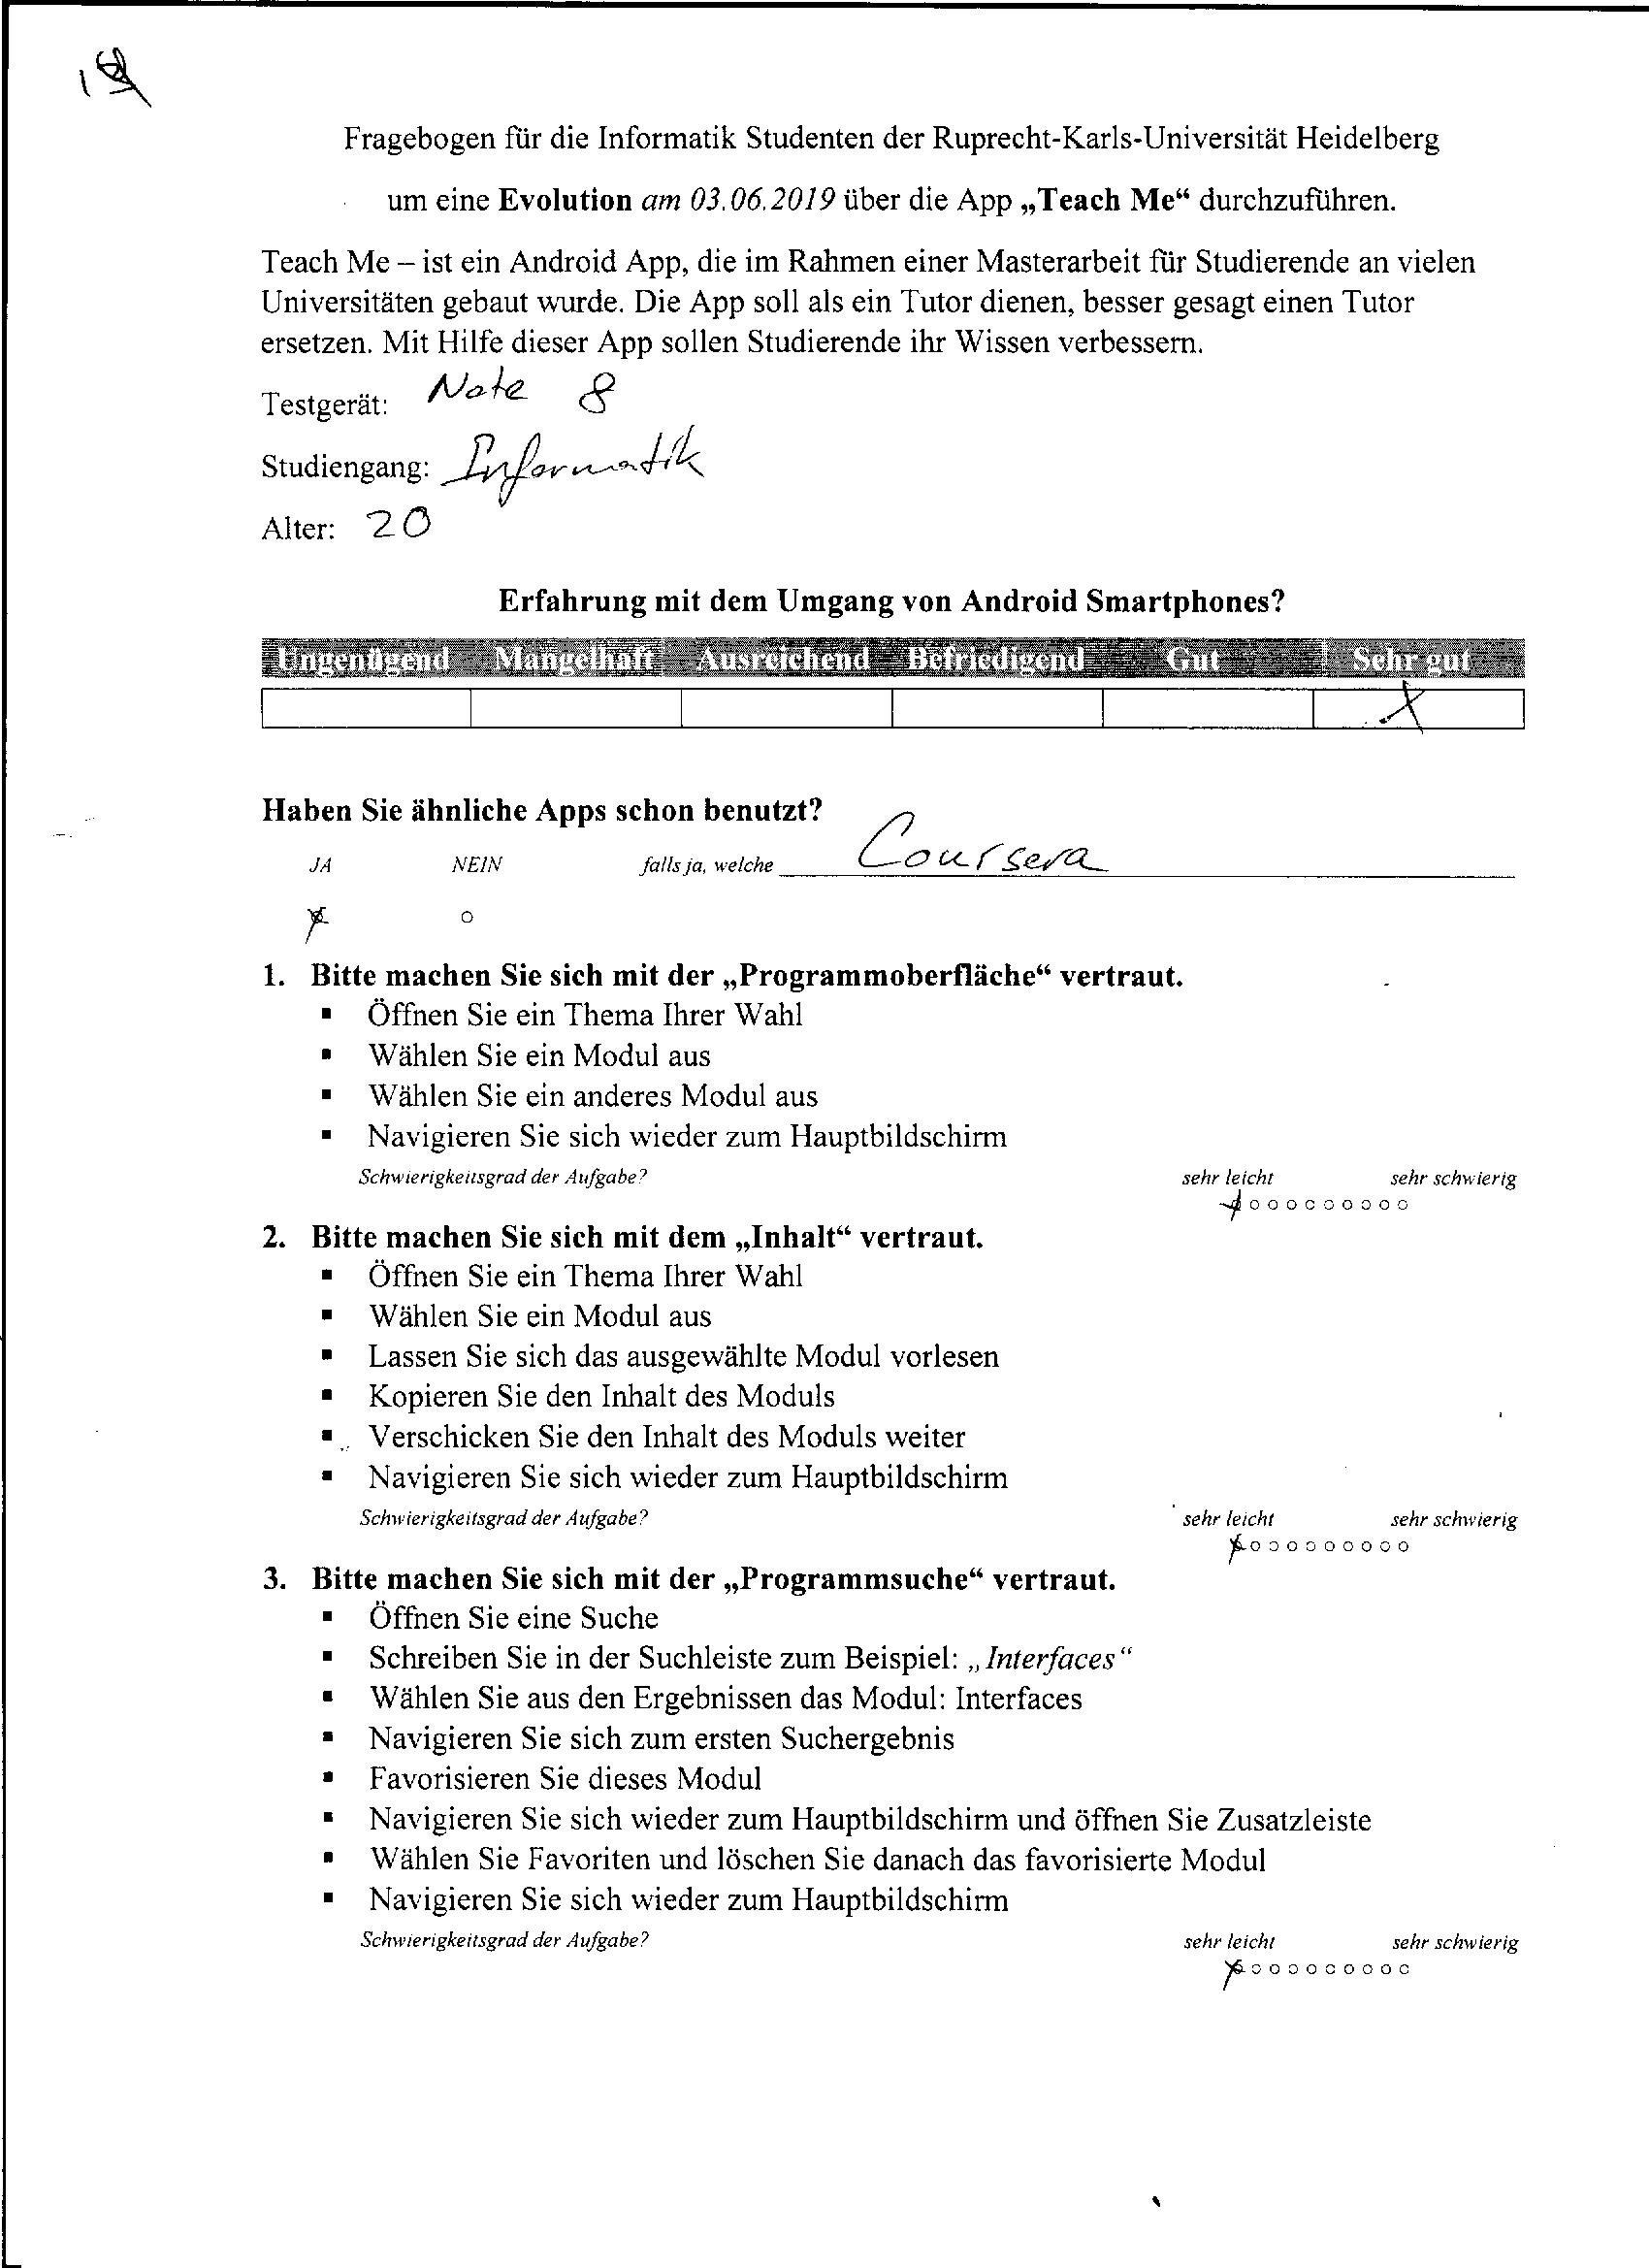 Fragebogen für die Informatik Studenten der Ruprecht-Karls-Universität Heidelberg
um eine Evolution am 03.06.2019 über die App „Teach Me“ durchzuführen.
Teach Me – ist ein Android App, die im Rahmen einer Masterarbeit für Studierende an vielen
Universitäten gebaut wurde. Die App soll als ein Tutor dienen, besser gesagt einen Tutor
ersetzen. Mit Hilfe dieser App sollen Studierende ihr Wissen verbessern.
Testgerät: Note 8
Studiengang: Informatik
Alter: 20
Erfahrung mit dem Umgang von Android Smartphones?
Ungenügend Mangelhaft Ausreichend Befriedigend Gut Sehr gut
Haben Sie ähnliche Apps schon benutzt?
JA NEIN falls ja, welche Coursera
1. Bitte machen Sie sich mit der „Programmoberfläche“ vertraut.
▪ Öffnen Sie ein Thema Ihrer Wahl
▪ Wählen Sie ein Modul aus
▪ Wählen Sie ein anderes Modul aus
▪ Navigieren Sie sich wieder zum Hauptbildschirm
Schwierigkeitsgrad der Aufgabe? sehr leicht sehr schwierig
2. Bitte machen Sie sich mit dem „Inhalt“ vertraut.
▪ Öffnen Sie ein Thema Ihrer Wahl
▪ Wählen Sie ein Modul aus
▪ Lassen Sie sich das ausgewählte Modul vorlesen
▪ Kopieren Sie den Inhalt des Moduls
▪ Verschicken Sie den Inhalt des Moduls weiter
▪ Navigieren Sie sich wieder zum Hauptbildschirm
Schwierigkeitsgrad der Aufgabe? sehr leicht sehr schwierig
3. Bitte machen Sie sich mit der „Programmsuche“ vertraut.
▪ Öffnen Sie eine Suche
▪ Schreiben Sie in der Suchleiste zum Beispiel: „Interfaces“
▪ Wählen Sie aus den Ergebnissen das Modul: Interfaces
▪ Navigieren Sie sich zum ersten Suchergebnis
▪ Favorisieren Sie dieses Modul
▪ Navigieren Sie sich wieder zum Hauptbildschirm und öffnen Sie Zusatzleiste
▪ Wählen Sie Favoriten und löschen Sie danach das favorisierte Modul
▪ Navigieren Sie sich wieder zum Hauptbildschirm
Schwierigkeitsgrad der Aufgabe? sehr leicht sehr schwierig